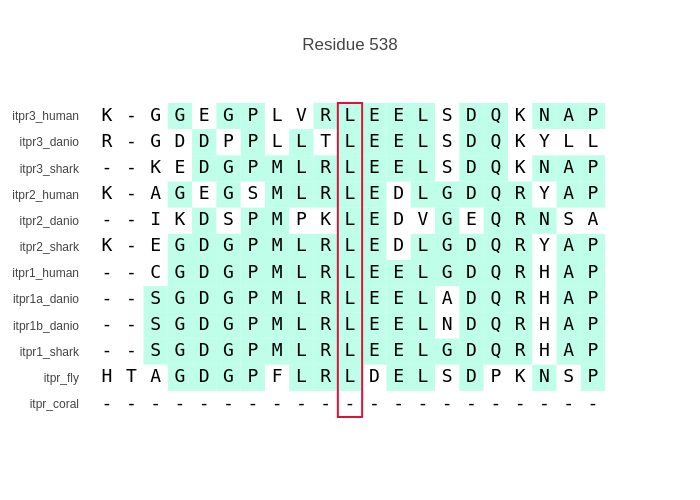 Residue 538
itpr3_human K - G G E G P L V R L E E L S D Q K N A P
itpr3_danio R - G D D P P L L T L E E L S D Q K Y L L
itpr3_shark - - K E D G P M L R L E E L S D Q K N A P
itpr2_human K - A G E G S M L R L E D L G D Q R Y A P
itpr2_danio - - I K D S P M P K L E D V G E Q R N S A
itpr2_shark K - E G D G P M L R L E D L G D Q R Y A P
itpr1_human - - C G D G P M L R L E E L G D Q R H A P
itpr1a_danio - - S G D G P M L R L E E L A D Q R H A P
itpr1b_danio - - S G D G P M L R L E E L N D Q R H A P
itpr1_shark - - S G D G P M L R L E E L G D Q R H A P
itpr_fly H T A G D G P F L R L D E L S D P K N S P
itpr_coral - - - - - - - - - - - - - - - - - - - - -